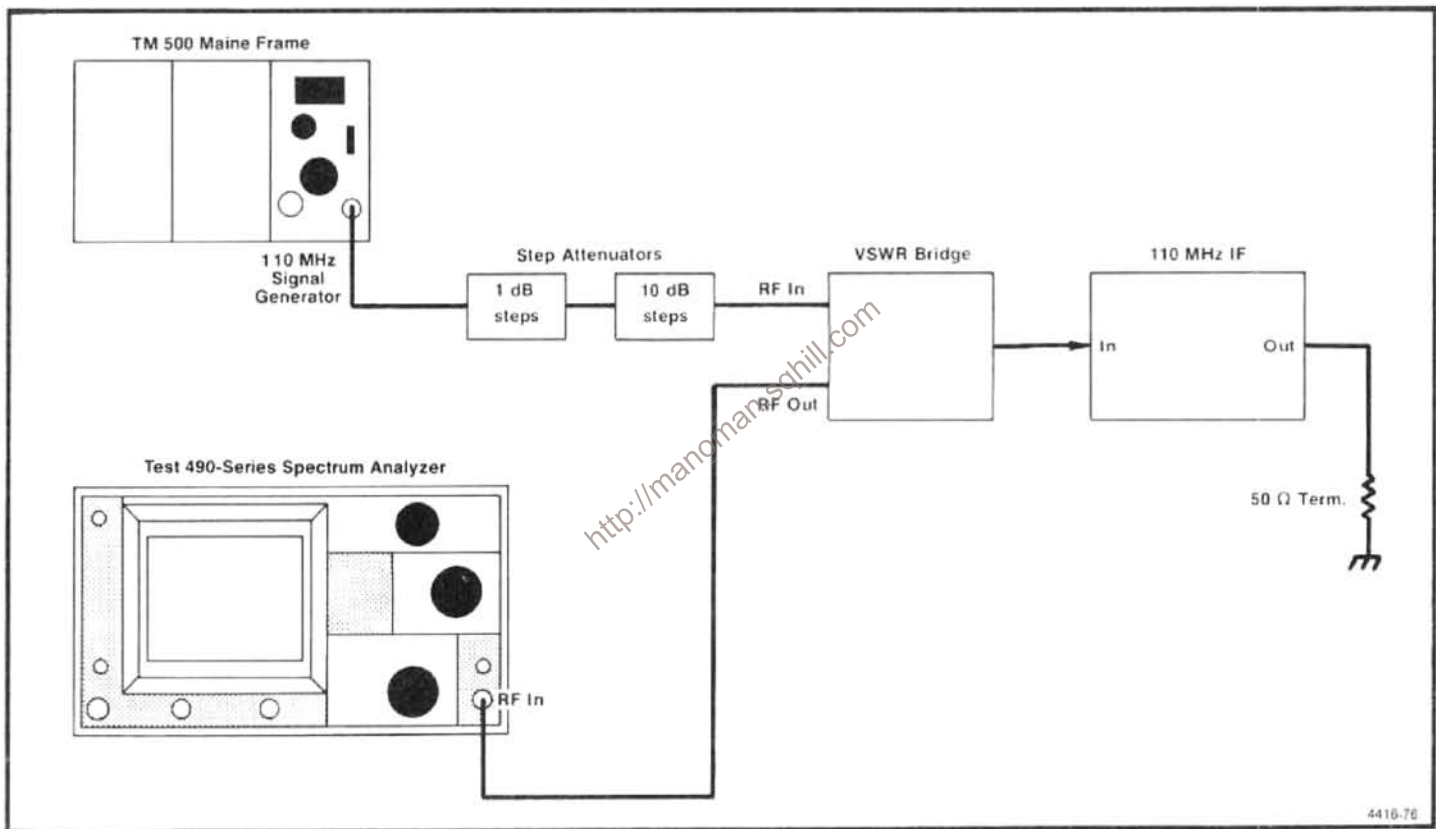 TM 500 Maine Frame
110 MHz
Signal
Generator
Step Attenuators
1 dB
steps
10 dB
steps
RF In
VSWR Bridge
RF Out
110 MHz IF
In
Out
50 Ω Term.
Test 490-Series Spectrum Analyzer
RF In
http://manoman.sqhill.com
4416-76